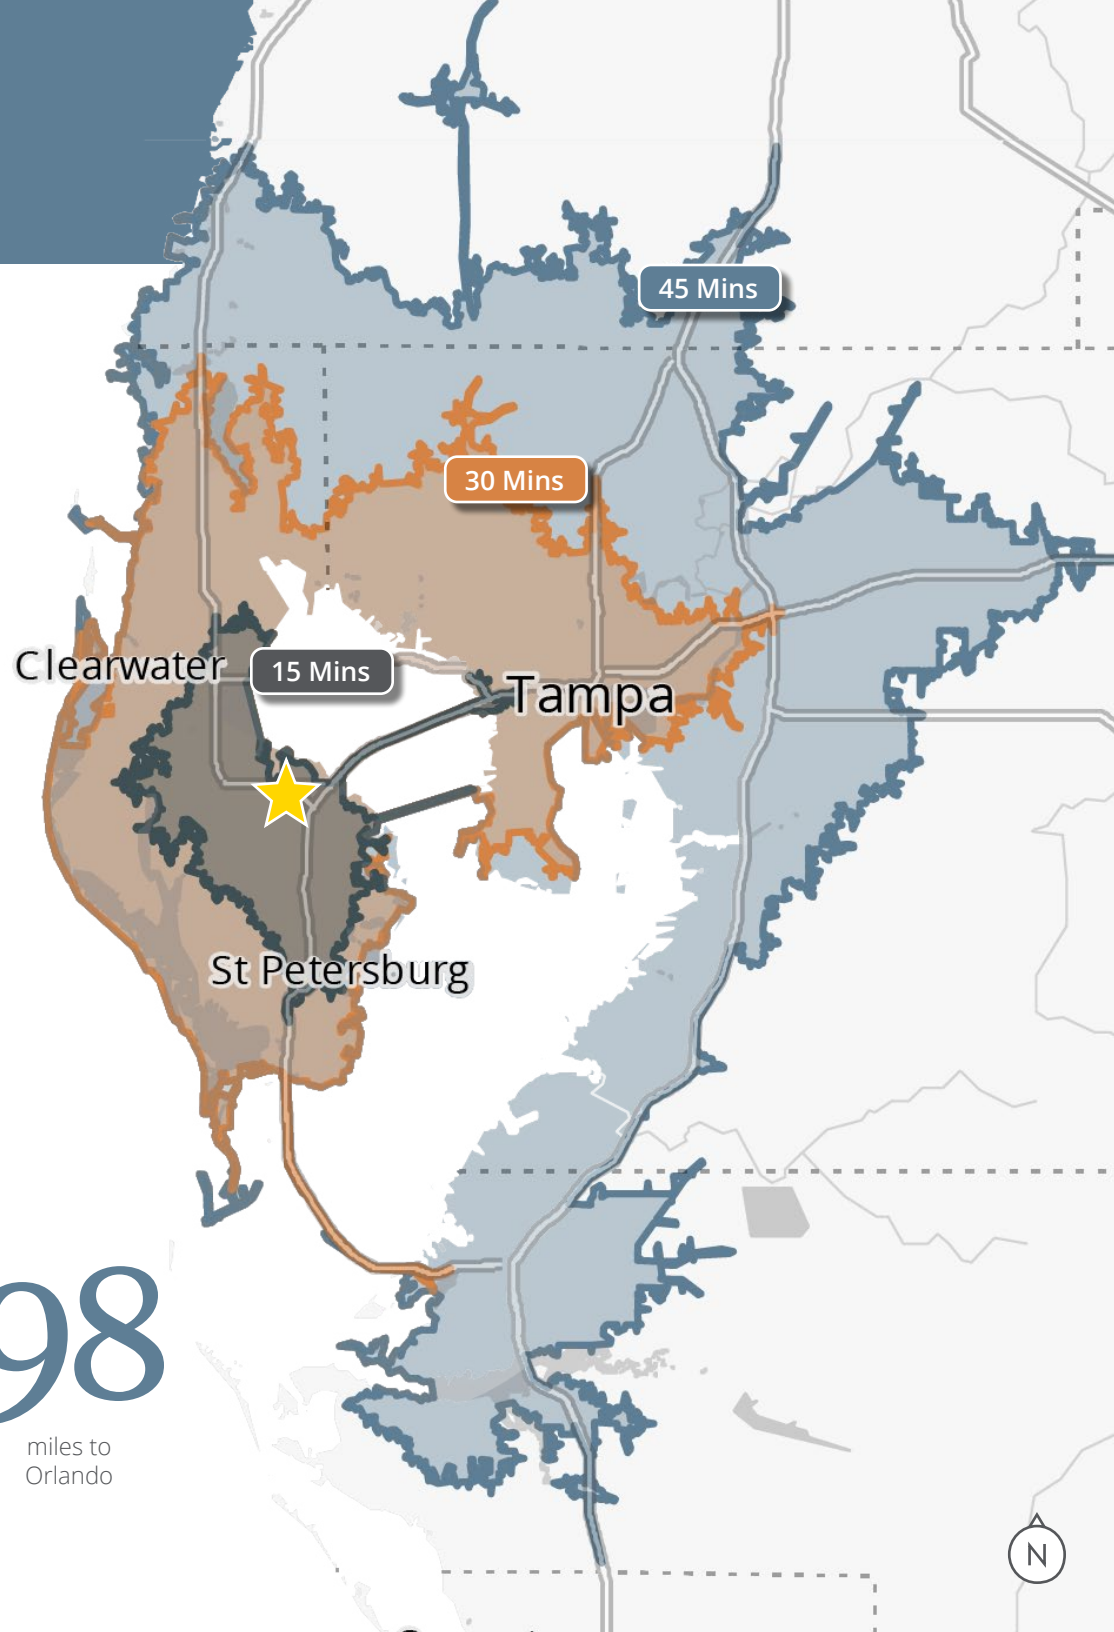 45 Mins
30 Mins
Clearwater
15 Mins
Tampa
St Petersburg
98
miles to
Orlando
N